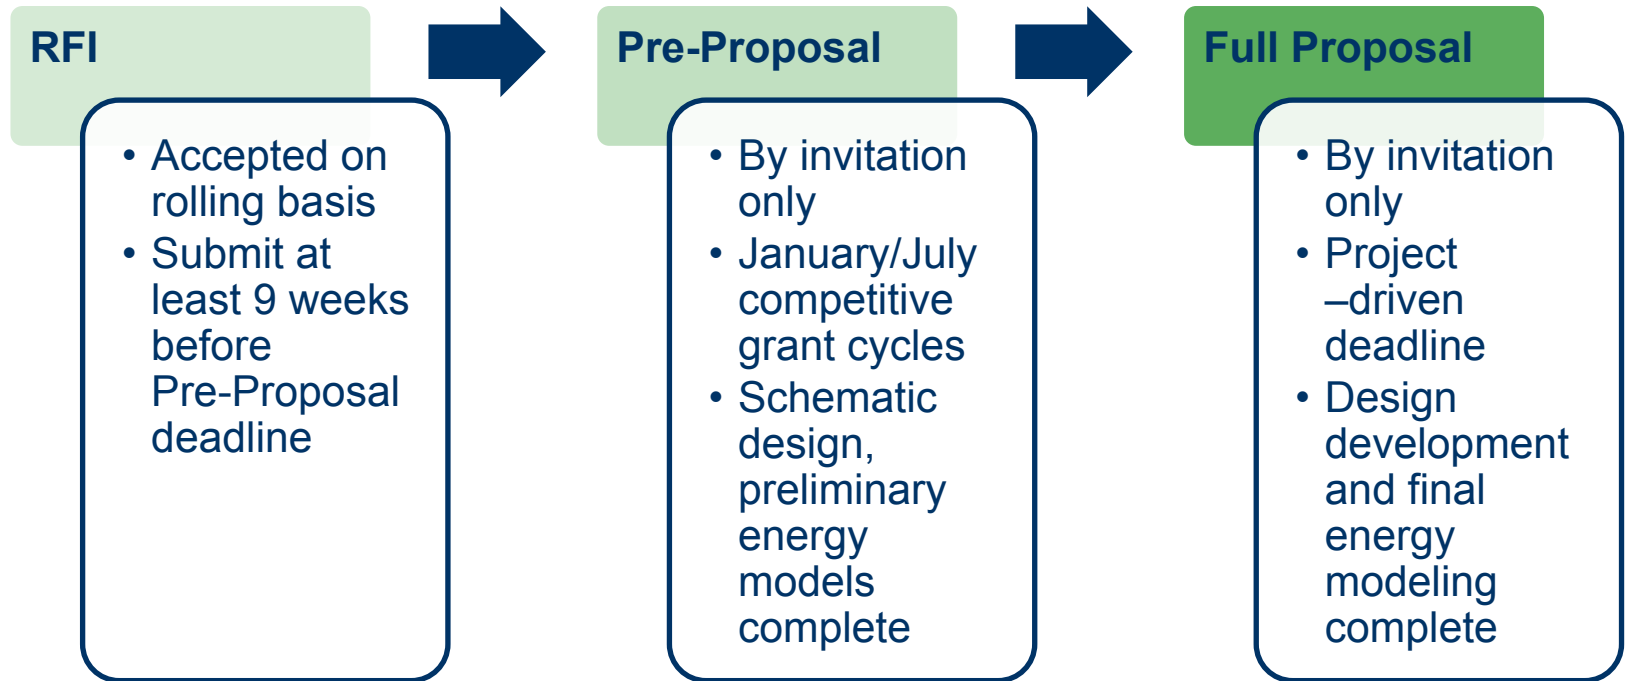 RFI
• Accepted on
rolling basis
• Submit at
least 9 weeks
before
Pre-Proposal
deadline
Pre-Proposal
• By invitation
only
• January/July
competitive
grant cycles
• Schematic
design,
preliminary
energy
models
complete
Full Proposal
• By invitation
only
• Project
–driven
deadline
• Design
development
and final
energy
modeling
complete